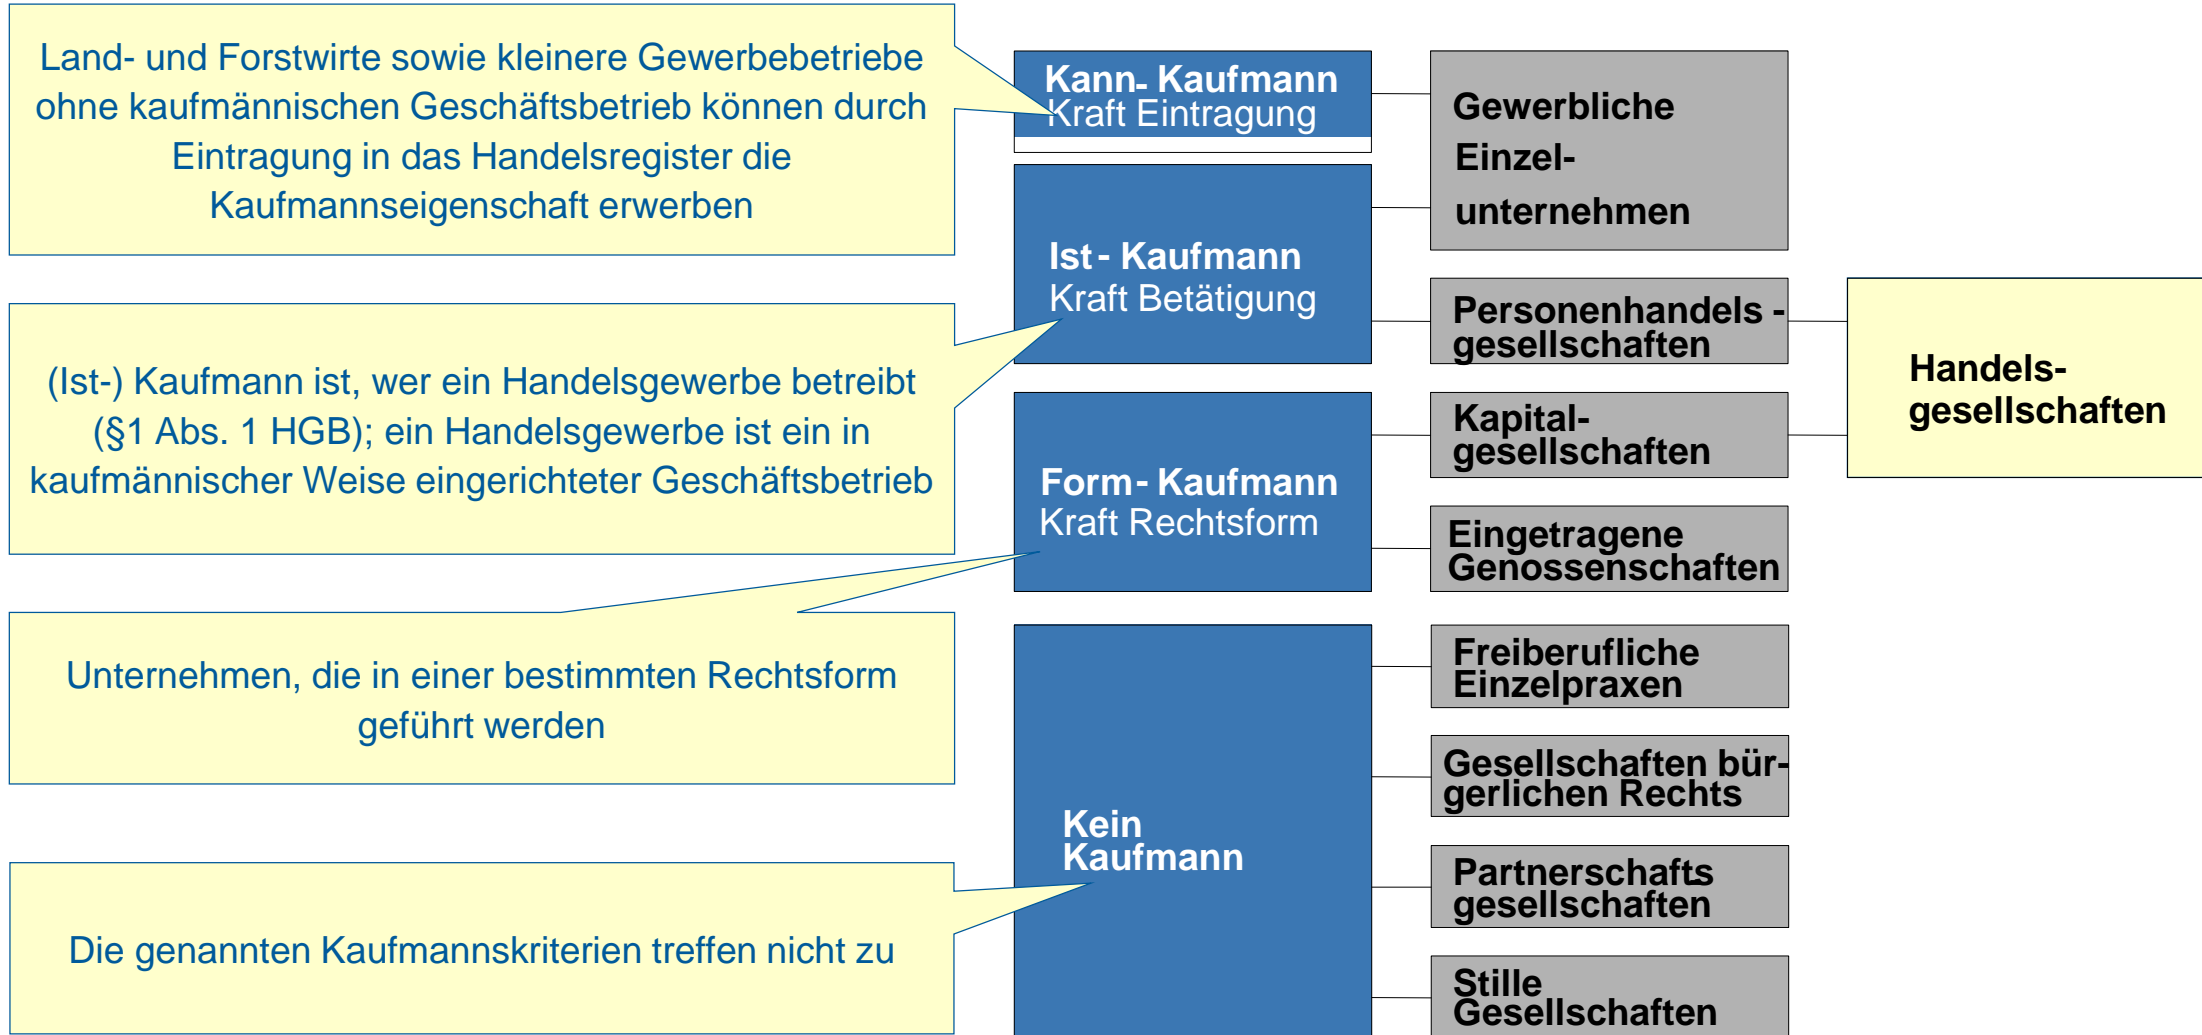 Land- und Forstwirte sowie kleinere Gewerbebetriebe
ohne kaufmännischen Geschäftsbetrieb können durch
Eintragung in das Handelsregister die
Kaufmannseigenschaft erwerben
(Ist-) Kaufmann ist, wer ein Handelsgewerbe betreibt
(§1 Abs. 1 HGB); ein Handelsgewerbe ist ein in
kaufmännischer Weise eingerichteter Geschäftsbetrieb
Unternehmen, die in einer bestimmten Rechtsform
geführt werden
Die genannten Kaufmannskriterien treffen nicht zu
Kann- Kaufmann
Kraft Eintragung
Ist - Kaufmann
Kraft Betätigung
Form - Kaufmann
Kraft Rechtsform
Kein
Kaufmann
Gewerbliche
Einzel-
unternehmen
Personenhandels -
gesellschaften
Kapital-
gesellschaften
Eingetragene
Genossenschaften
Freiberufliche
Einzelpraxen
Gesellschaften bür-
gerlichen Rechts
Partnerschafts-
gesellschaften
Stille
Gesellschaften
Handels-
gesellschaften